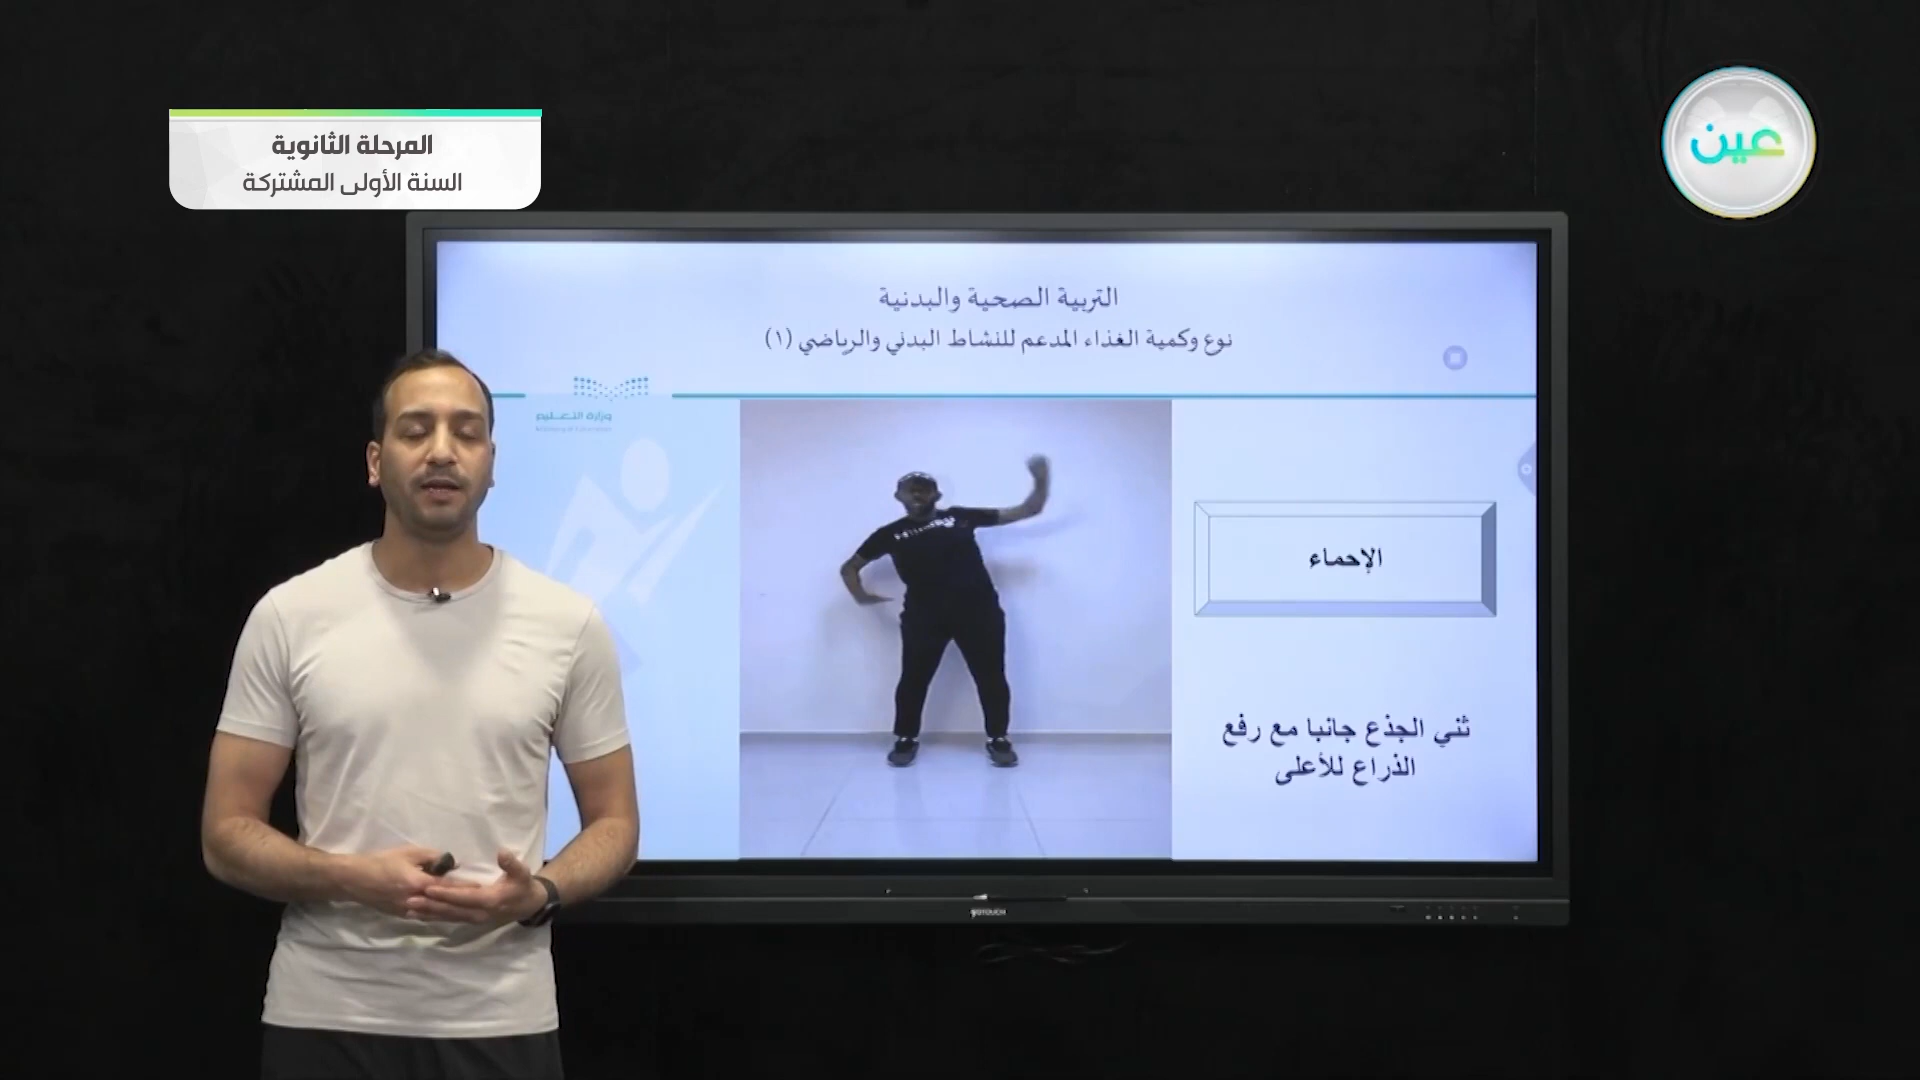 المرحلة الثانوية
السنة الأولى المشتركة
عين
التربية الصحية والبدنية
نوع وكمية الغذاء المدعم للنشاط البدني والرياضي (١)
وزارة التعليم
الإحماء
ثني الجذع جانبا مع رفع
الذراع للأعلى